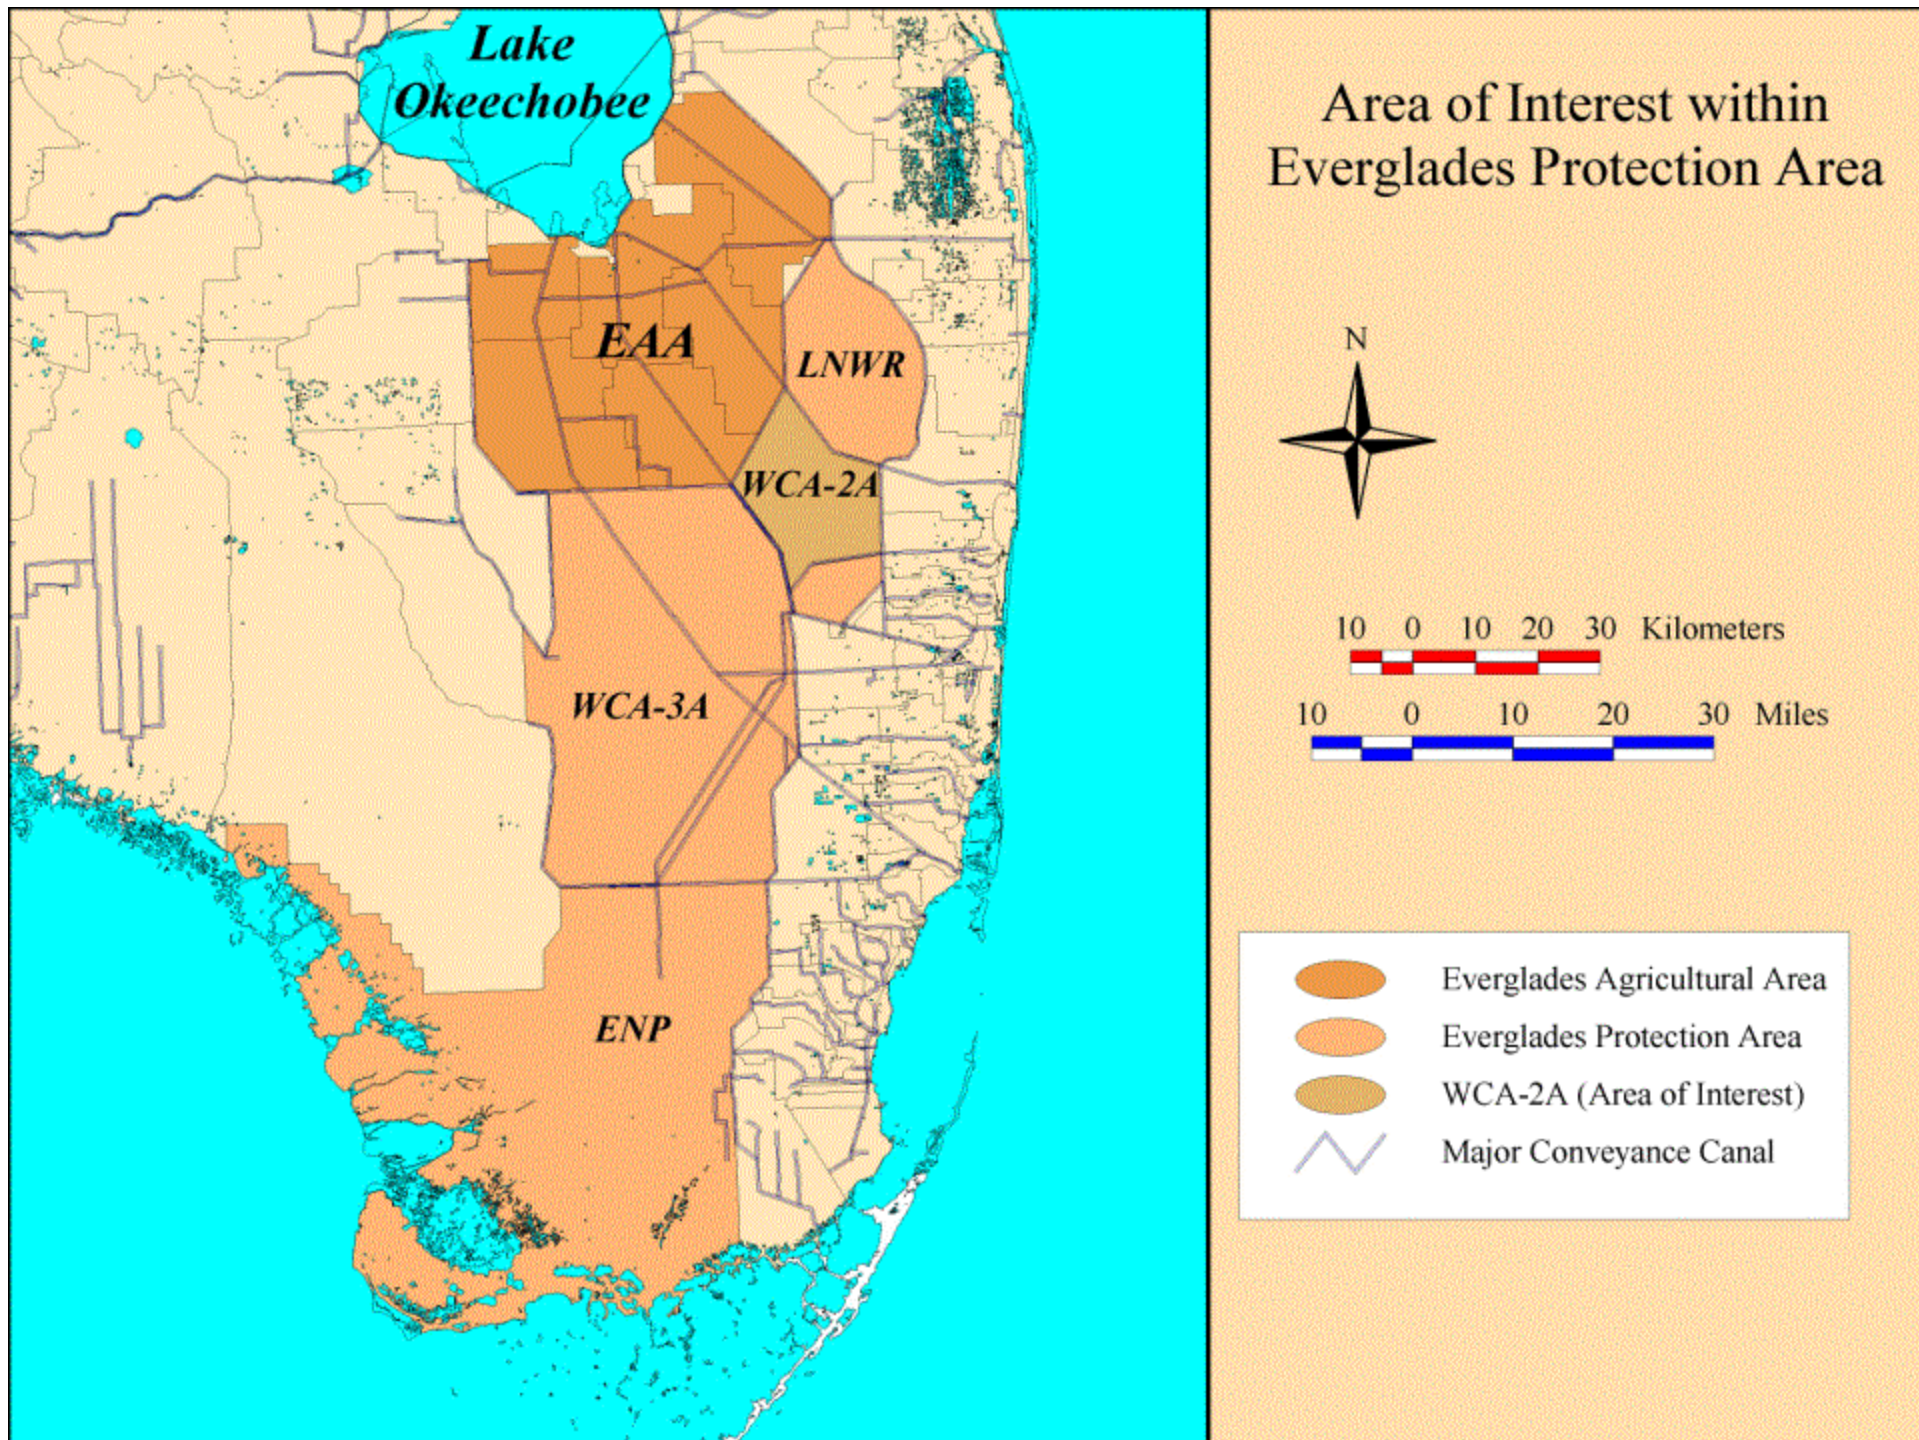 Lake
Okeechobee
EAA
LNWR
WCA-2A
WCA-3A
ENP
Area of Interest within
Everglades Protection Area
N
10 0 10 20 30 Kilometers
10 0 10 20 30 Miles
Everglades Agricultural Area
Everglades Protection Area
WCA-2A (Area of Interest)
Major Conveyance Canal